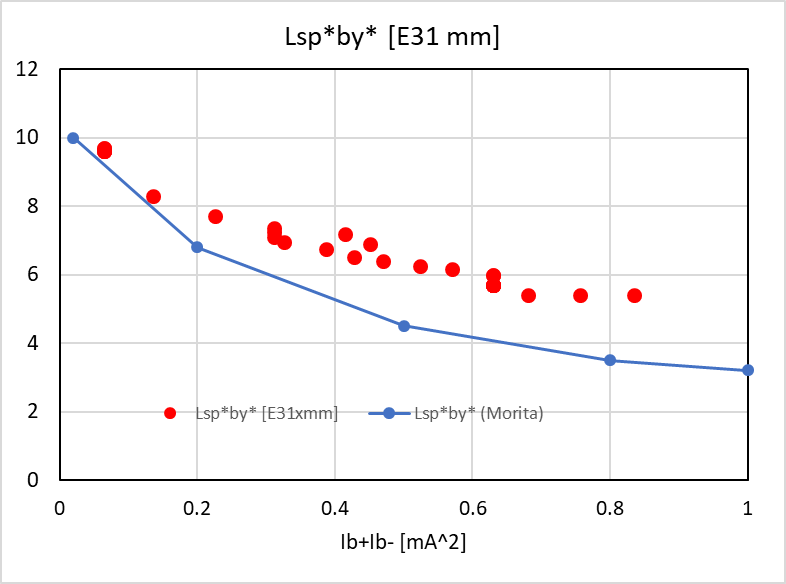 Lsp*by* [E31 mm]
12
10
8
6
4
2
0
Lsp*by* [E31xmm]
Lsp*by* (Morita)
0 0.2 0.4 0.6 0.8 1
Ib+Ib- [mA^2]